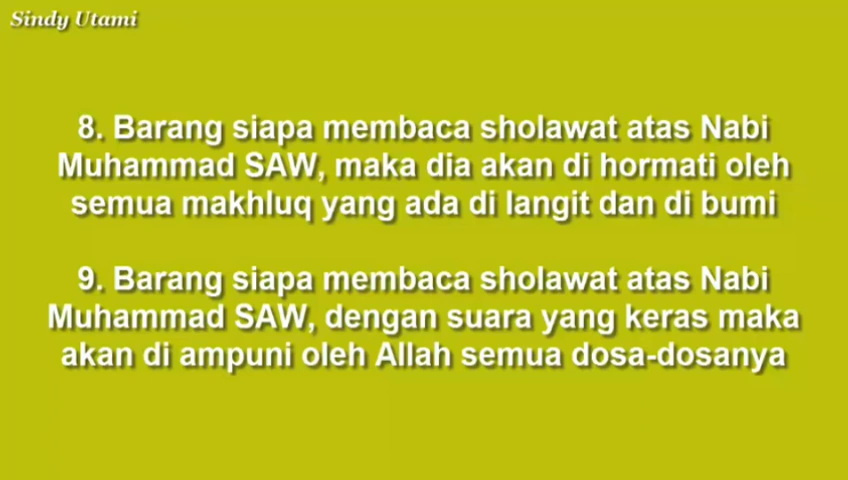 Sindy Utami
8. Barang siapa membaca sholawat atas Nabi
Muhammad SAW, maka dia akan di hormati oleh
semua makhluq yang ada di langit dan di bumi
9. Barang siapa membaca sholawat atas Nabi
Muhammad SAW, dengan suara yang keras maka
akan di ampuni oleh Allah semua dosa-dosanya